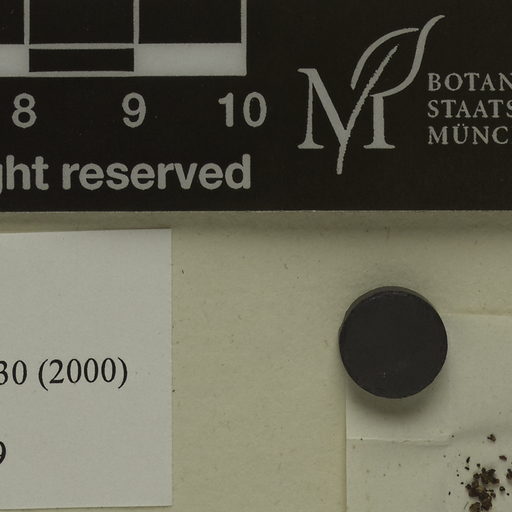 8 9 10
ght reserved
M
BOTAN
STAATS
MÜNC
30 (2000)
9